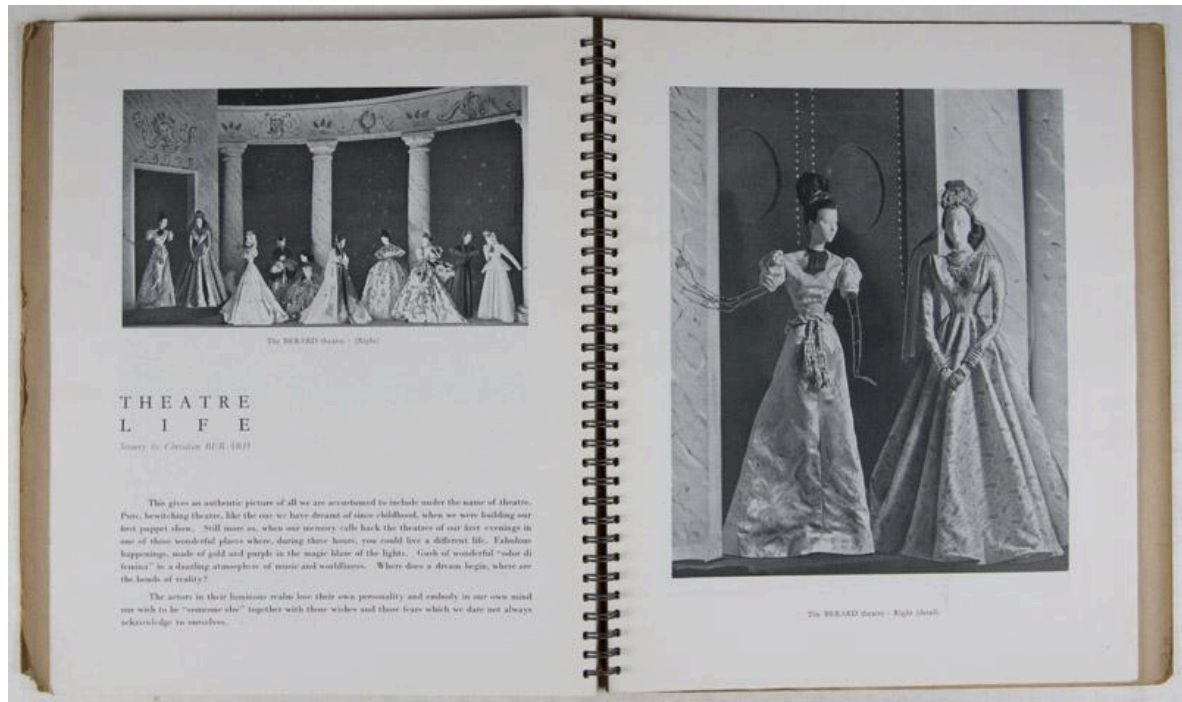 The BERARD theatre - (Right)
THEATRE
LIFE
Scenery by Christian BERARD
This gives an authentic picture of all we are accustomed to include under the name of theatre.
Pure, bewitching theatre, like the one we have dreamt of since childhood, when we were building our
first puppet show. Still more so, when our memory calls back the theatres of our first evenings in
one of those wonderful places where, during three hours, you could live a different life. Fabulous
happenings, made of gold and purple in the magic blaze of the lights. Gush of wonderful "odor di
femina" in a dazzling atmosphere of music and worldliness. Where does a dream begin, where are
the bonds of reality?
The actors in their luminous realm lose their own personality and embody in our own mind
our wish to be "someone else" together with those wishes and those fears which we dare not always
acknowledge to ourselves.
The BERARD theatre - Right (detail)